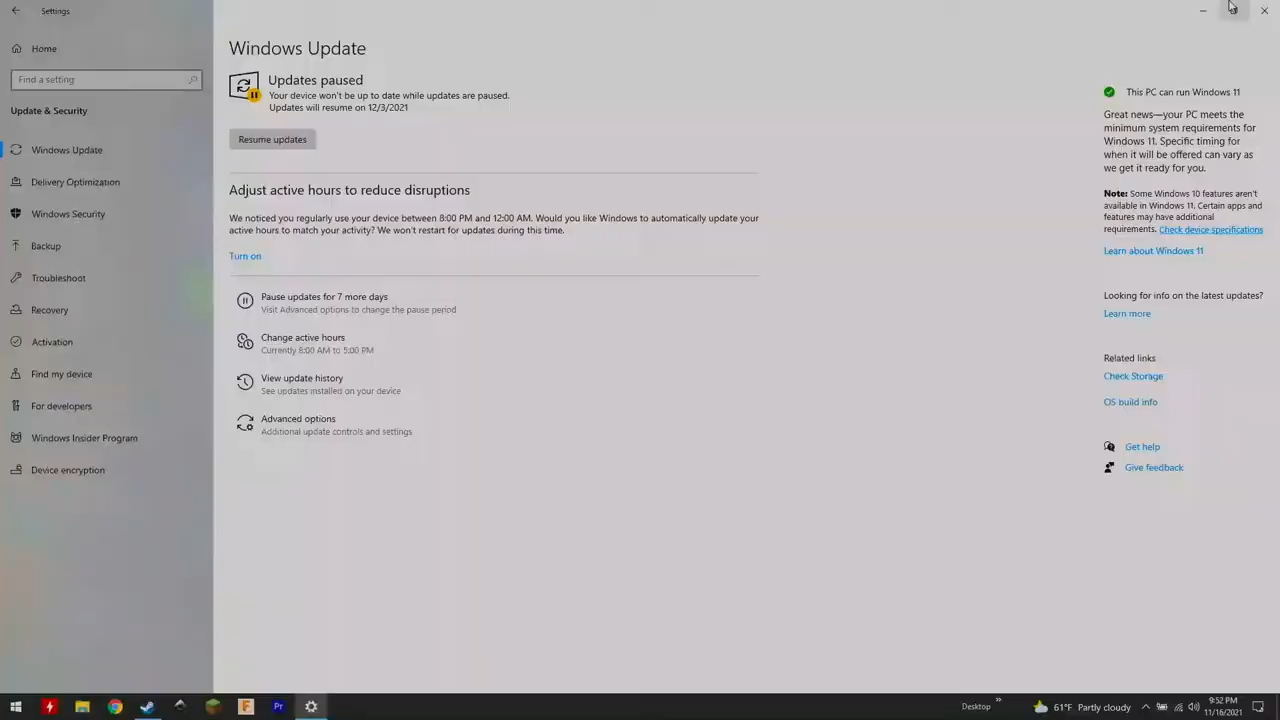 Settings
Home
Find a setting
Update & Security
Windows Update
Delivery Optimization
Windows Security
Backup
Troubleshoot
Recovery
Activation
Find my device
For developers
Windows Insider Program
Device encryption
Windows Update
Updates paused
Your device won't be up to date while updates are paused.
Updates will resume on 12/3/2021
Resume updates
Adjust active hours to reduce disruptions
We noticed you regularly use your device between 8:00 PM and 12:00 AM. Would you like Windows to automatically update your
active hours to match your activity? We won't restart for updates during this time.
Turn on
Pause updates for 7 more days
Visit Advanced options to change the pause period
Change active hours
Currently 8:00 AM to 5:00 PM
View update history
See updates installed on your device
Advanced options
Additional update controls and settings
This PC can run Windows 11
Great news—your PC meets the
minimum system requirements for
Windows 11. Specific timing for
when it will be offered can vary as
we get it ready for you.
Note: Some Windows 10 features aren't
available in Windows 11. Certain apps and
features may have additional
requirements. Check device specifications
Learn about Windows 11
Looking for info on the latest updates?
Learn more
Related links
Check Storage
OS build info
Get help
Give feedback
F
Pr
Desktop
»
61°F Partly cloudy
9:52 PM
11/16/2021